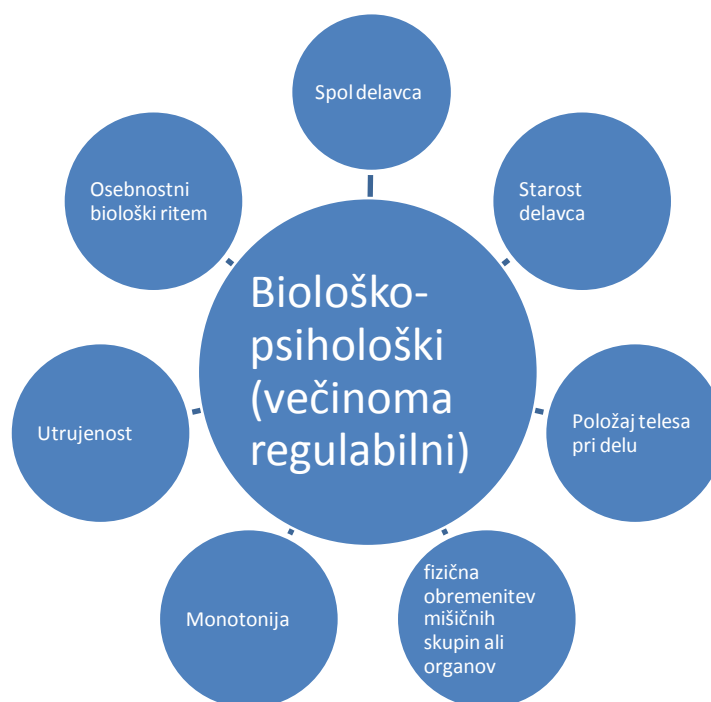 Spol delavca
Starost
delavca
Položaj telesa
pri delu
fizična
obremenitev
mišičnih
skupin ali
organov
Monotonija
Utrujenost
Osebnostni
biološki ritem
Biološko-
psihološki
(večinoma
regulabilni)